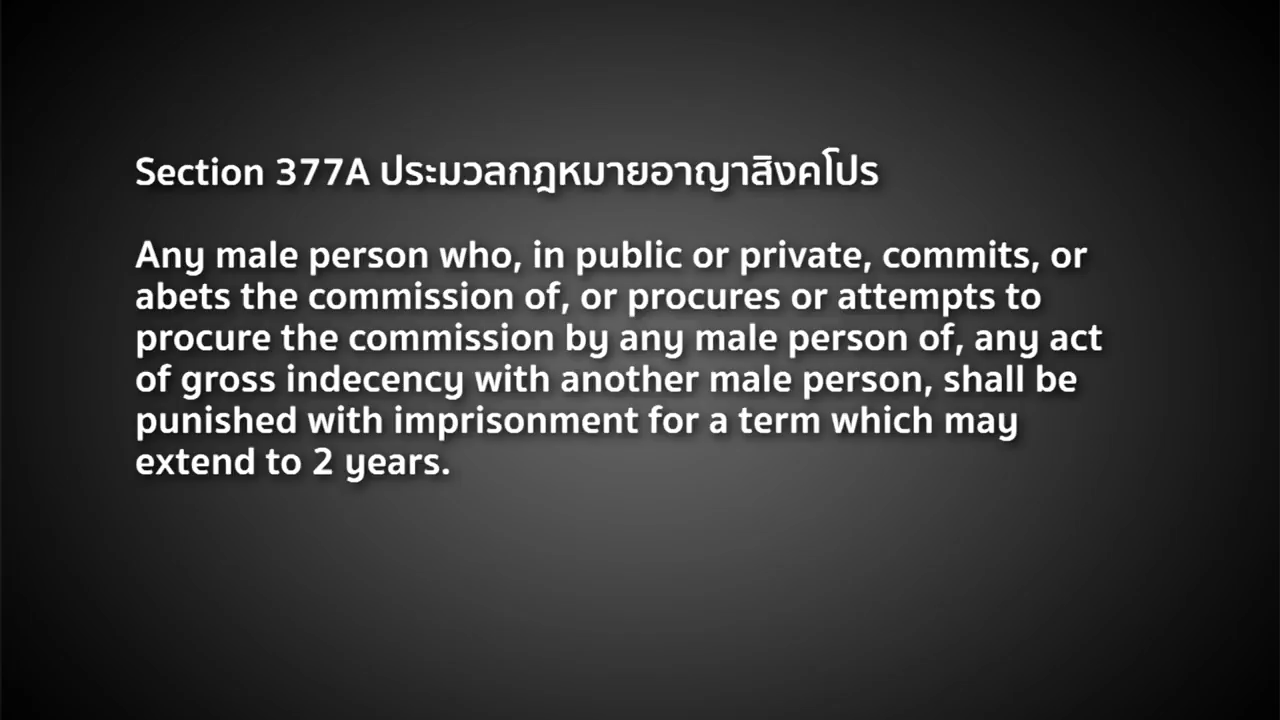 Section 377A ประมวลกฎหมายอาญาสิงคโปร
Any male person who, in public or private, commits, or
abets the commission of, or procures or attempts to
procure the commission by any male person of, any act
of gross indecency with another male person, shall be
punished with imprisonment for a term which may
extend to 2 years.